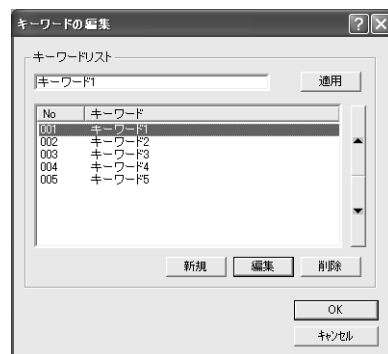 キーワードの編集
キーワードリスト
キーワード1
適用
No キーワード
001 キーワード1
002 キーワード2
003 キーワード3
004 キーワード4
005 キーワード5
新規 編集 削除
OK
キャンセル